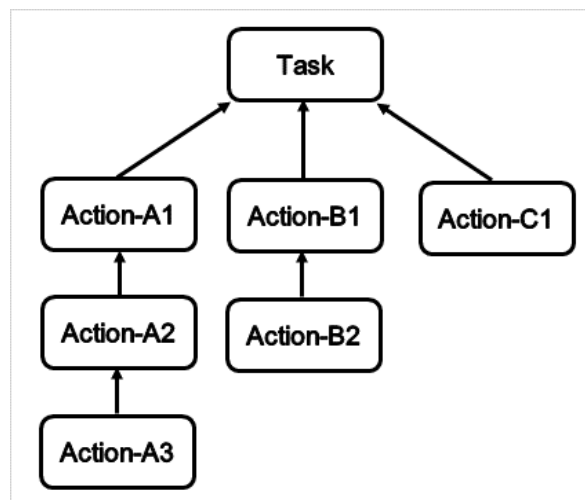 Task
Action-A1
Action-B1
Action-C1
Action-A2
Action-B2
Action-A3